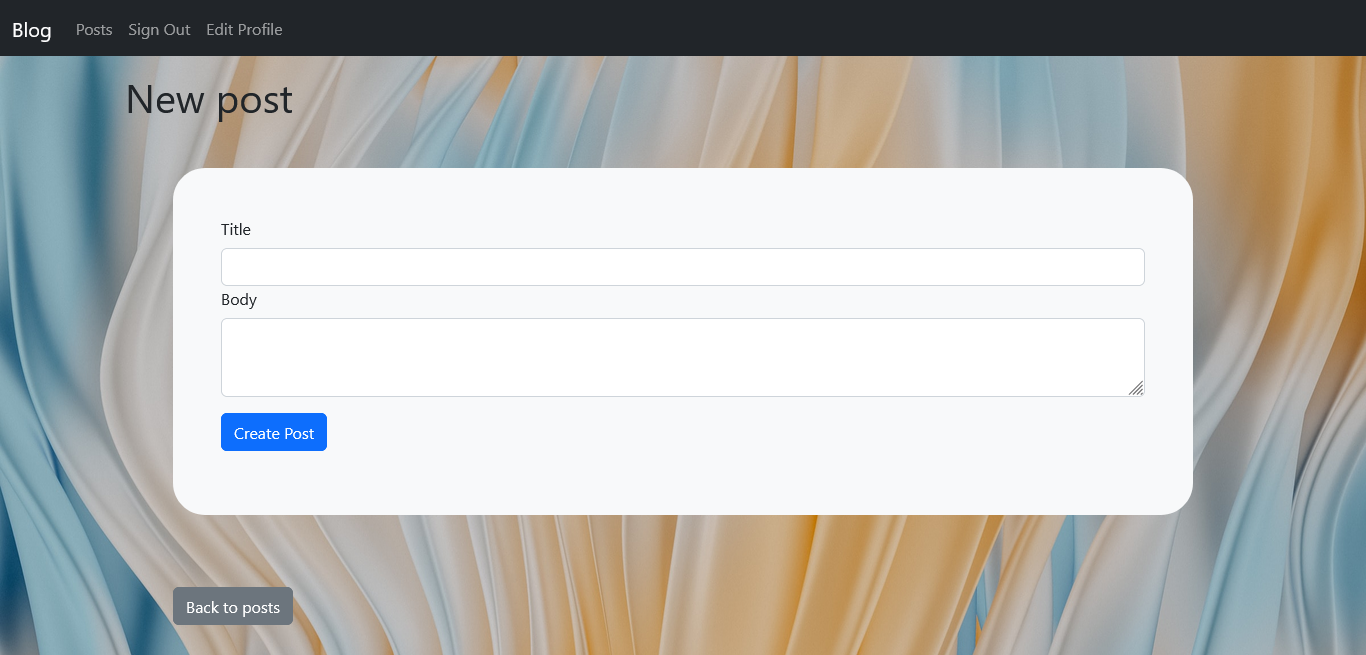 Blog Posts Sign Out Edit Profile
New post
Title
Body
Create Post
Back to posts